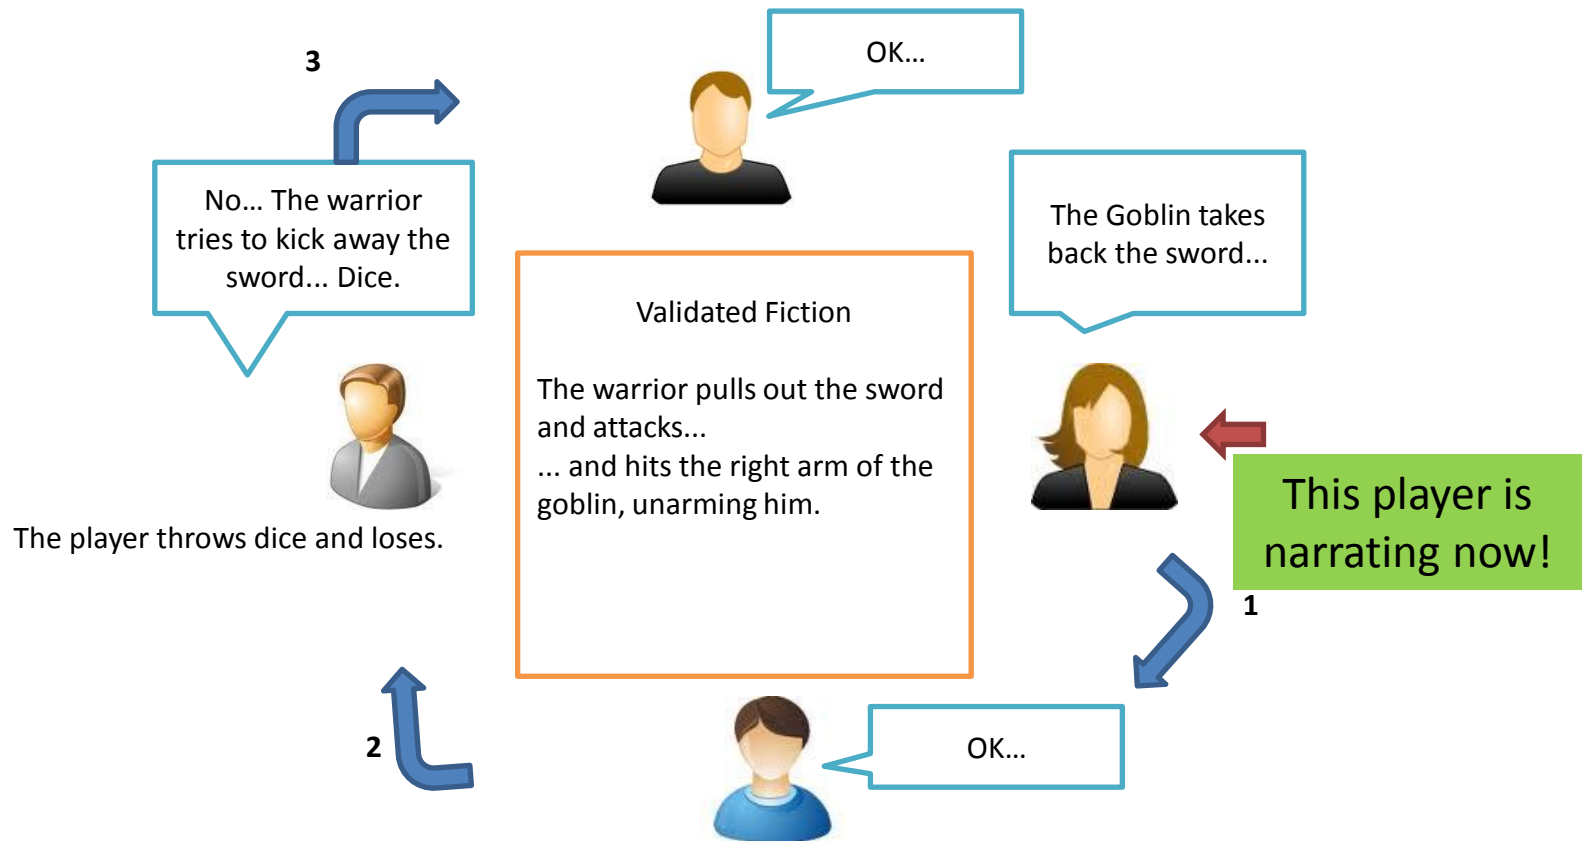 3
OK...
No... The warrior
tries to kick away the
sword... Dice.
The Goblin takes
back the sword...
Validated Fiction
The warrior pulls out the sword
and attacks...
... and hits the right arm of the
goblin, unarming him.
This player is
narrating now!
The player throws dice and loses.
1
2
OK...